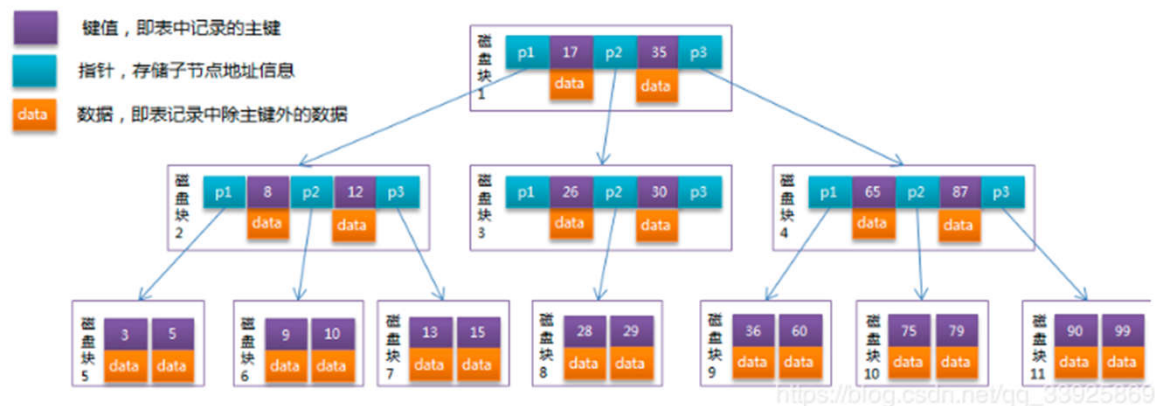 键值，即表中记录的主键
指针，存储子节点地址信息
data 数据，即表记录中除主键外的数据
磁盘块1
p1 17 p2 35 p3
data data
磁盘块2
p1 8 p2 12 p3
data data
磁盘块3
p1 26 p2 30 p3
data data
磁盘块4
p1 65 p2 87 p3
data data
磁盘块5
3 5
data data
磁盘块6
9 10
data data
磁盘块7
13 15
data data
磁盘块8
28 29
data data
磁盘块9
36 60
data data
磁盘块10
75 79
data data
磁盘块11
90 99
data data
https://blog.csdn.net/qq_33925869